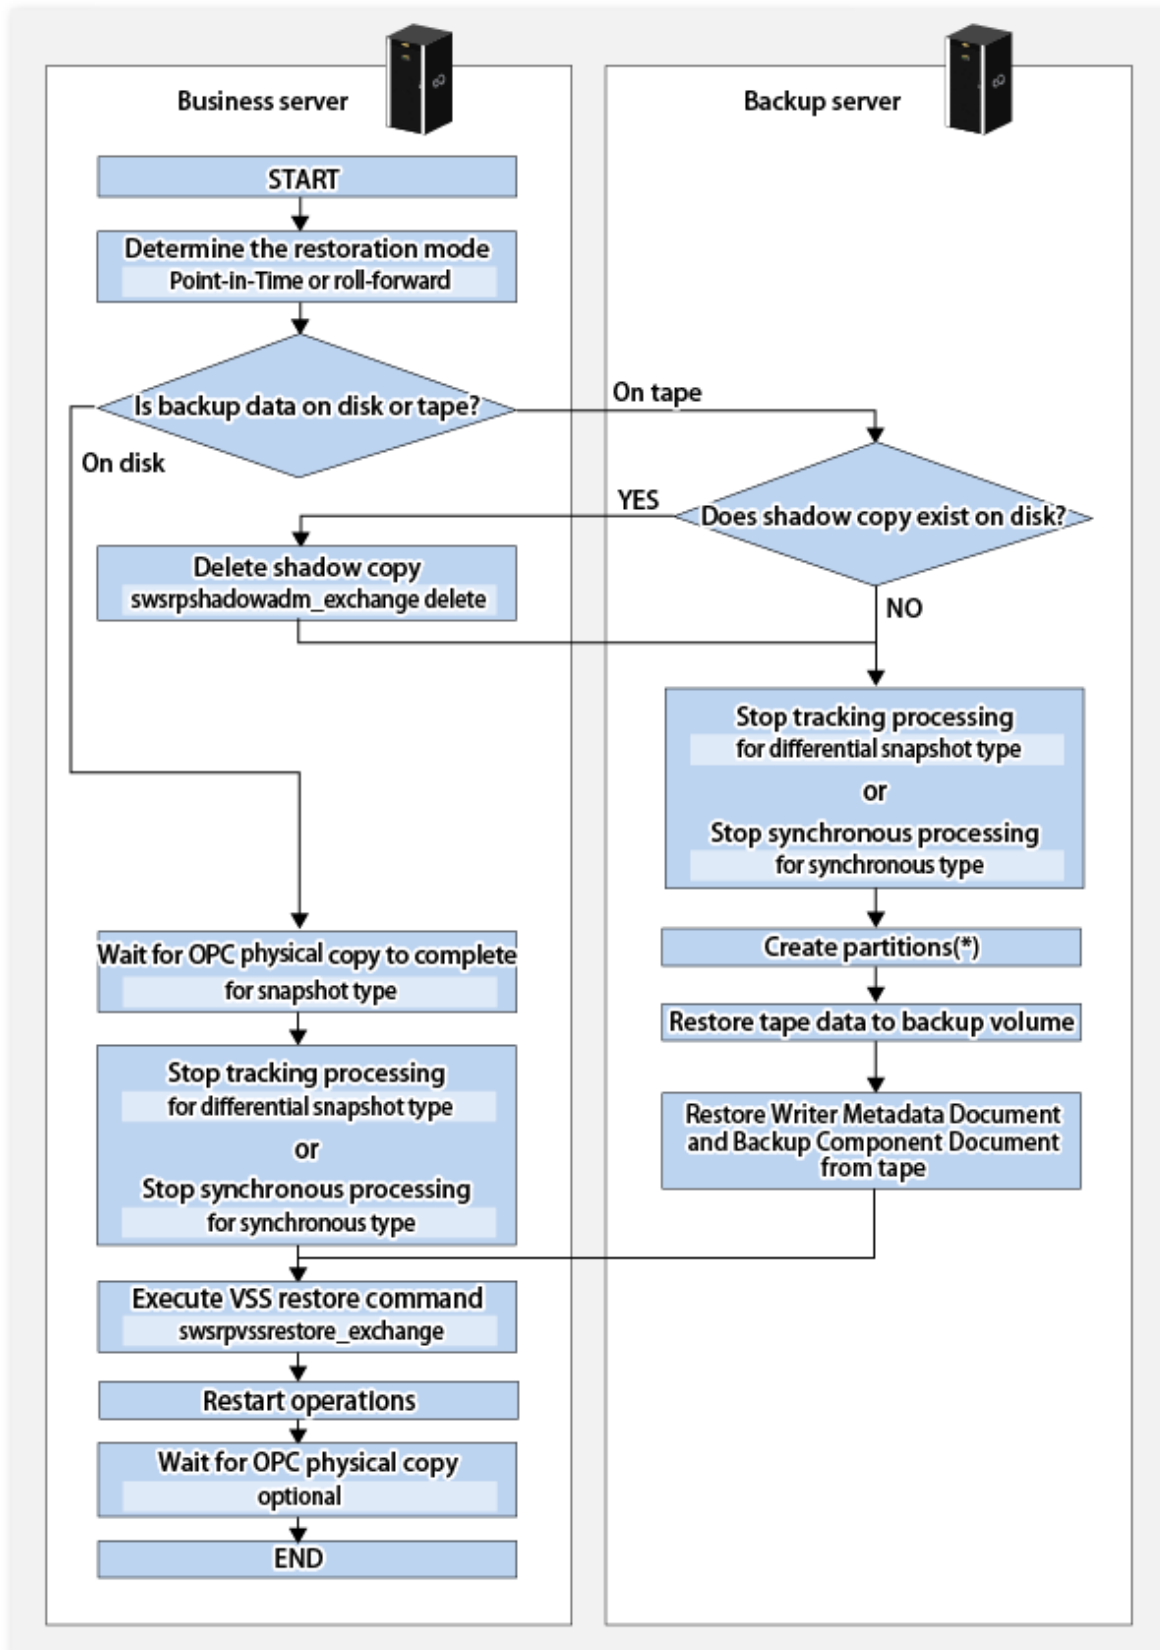 Business server
Backup server
START
Determine the restoration mode
Point-in-Time or roll-forward
Is backup data on disk or tape?
On tape
On disk
YES
Does shadow copy exist on disk?
Delete shadow copy
swsrpshadowadm_exchange delete
NO
Stop tracking processing
for differential snapshot type
or
Stop synchronous processing
for synchronous type
Create partitions(*)
Restore tape data to backup volume
Restore Writer Metadata Document
and Backup Component Document
from tape
Wait for OPC physical copy to complete
for snapshot type
Stop tracking processing
for differential snapshot type
or
Stop synchronous processing
for synchronous type
Execute VSS restore command
swsrpvssrestore_exchange
Restart operations
Wait for OPC physical copy
optional
END